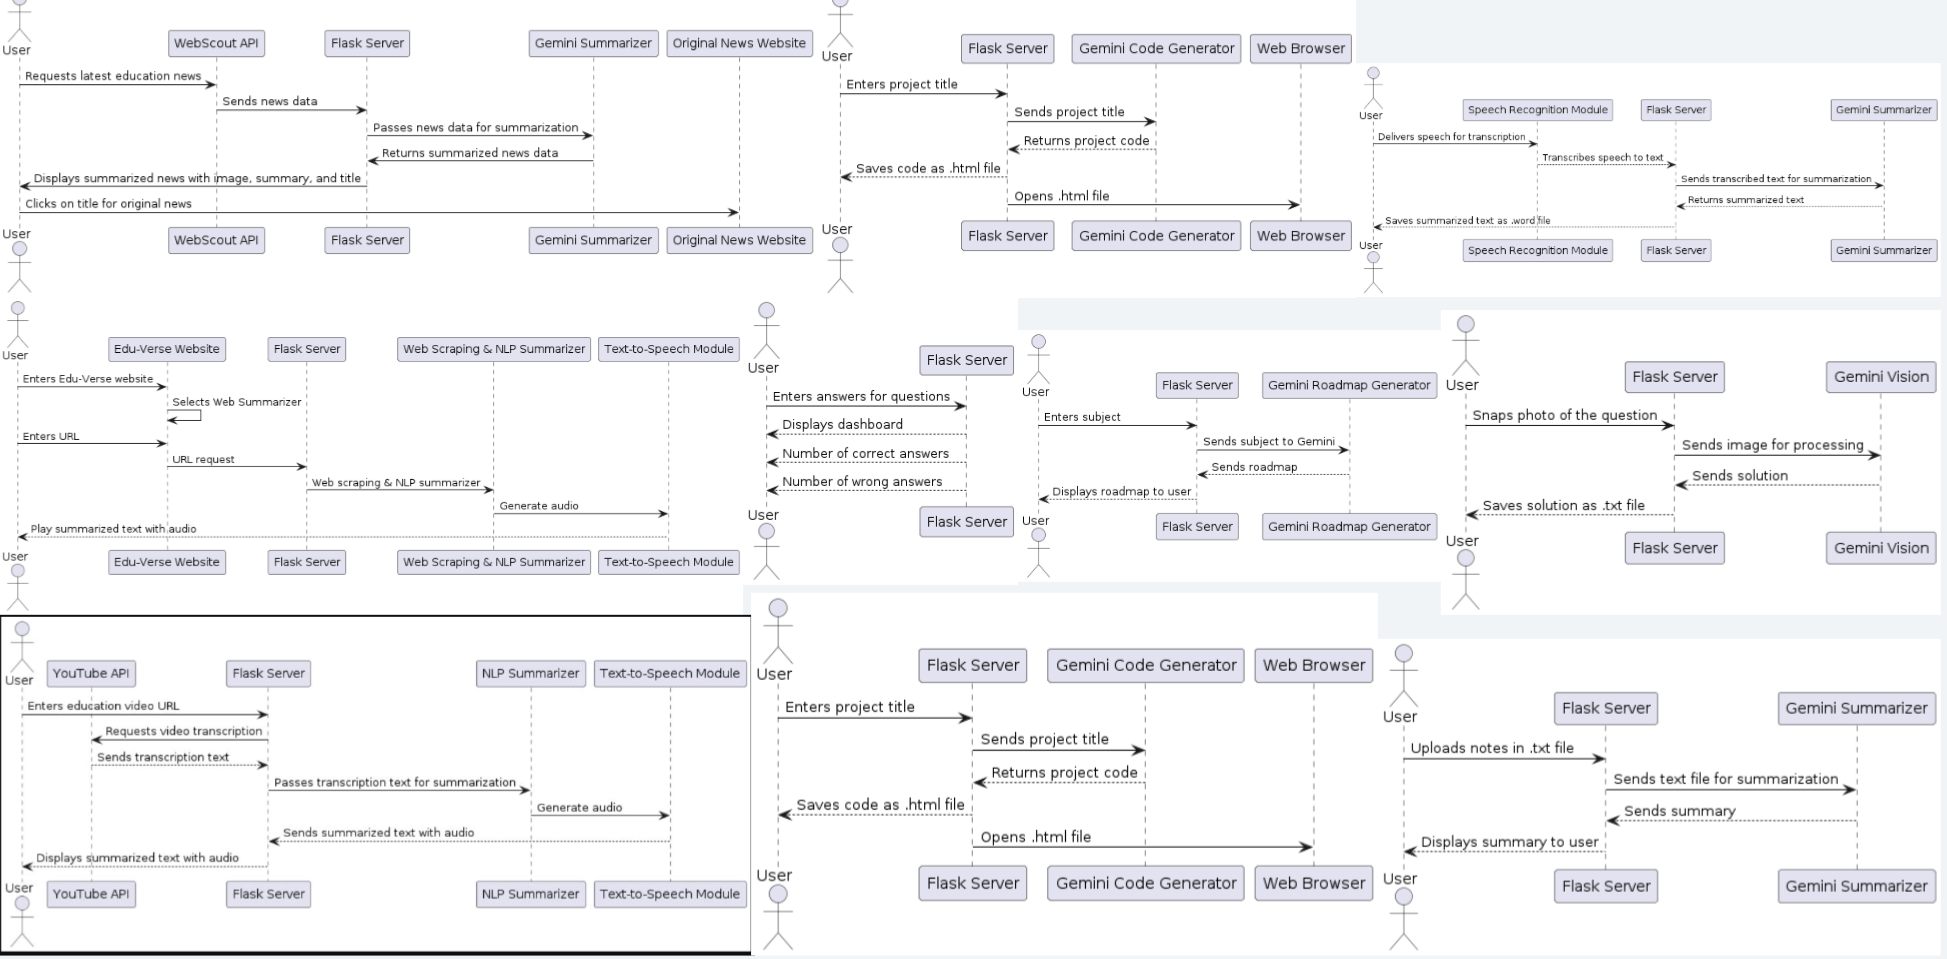 User
WebScout API
Flask Server
Gemini Summarizer
Original News Website
Requests latest education news
Sends news data
Passes news data for summarization
Returns summarized news data
Displays summarized news with image, summary, and title
Clicks on title for original news
User
WebScout API
Flask Server
Gemini Summarizer
Original News Website
User
Flask Server
Gemini Code Generator
Web Browser
Enters project title
Sends project title
Returns project code
Saves code as .html file
Opens .html file
User
Flask Server
Gemini Code Generator
Web Browser
User
Speech Recognition Module
Flask Server
Gemini Summarizer
Delivers speech for transcription
Transcribes speech to text
Sends transcribed text for summarization
Returns summarized text
Saves summarized text as .word file
User
Speech Recognition Module
Flask Server
Gemini Summarizer
User
Edu-Verse Website
Flask Server
Web Scraping & NLP Summarizer
Text-to-Speech Module
Enters Edu-Verse website
Selects Web Summarizer
Enters URL
URL request
Web scraping & NLP summarizer
Generate audio
Play summarized text with audio
User
Edu-Verse Website
Flask Server
Web Scraping & NLP Summarizer
Text-to-Speech Module
User
Flask Server
Enters answers for questions
Displays dashboard
Number of correct answers
Number of wrong answers
User
Flask Server
User
Flask Server
Gemini Roadmap Generator
Enters subject
Sends subject to Gemini
Sends roadmap
Displays roadmap to user
User
Flask Server
Gemini Roadmap Generator
User
Flask Server
Gemini Vision
Snaps photo of the question
Sends image for processing
Sends solution
Saves solution as .txt file
User
Flask Server
Gemini Vision
User
YouTube API
Flask Server
NLP Summarizer
Text-to-Speech Module
Enters education video URL
Requests video transcription
Sends transcription text
Passes transcription text for summarization
Generate audio
Sends summarized text with audio
Displays summarized text with audio
User
YouTube API
Flask Server
NLP Summarizer
Text-to-Speech Module
User
Flask Server
Gemini Code Generator
Web Browser
Enters project title
Sends project title
Returns project code
Saves code as .html file
Opens .html file
User
Flask Server
Gemini Code Generator
Web Browser
User
Flask Server
Gemini Summarizer
Uploads notes in .txt file
Sends text file for summarization
Sends summary
Displays summary to user
User
Flask Server
Gemini Summarizer